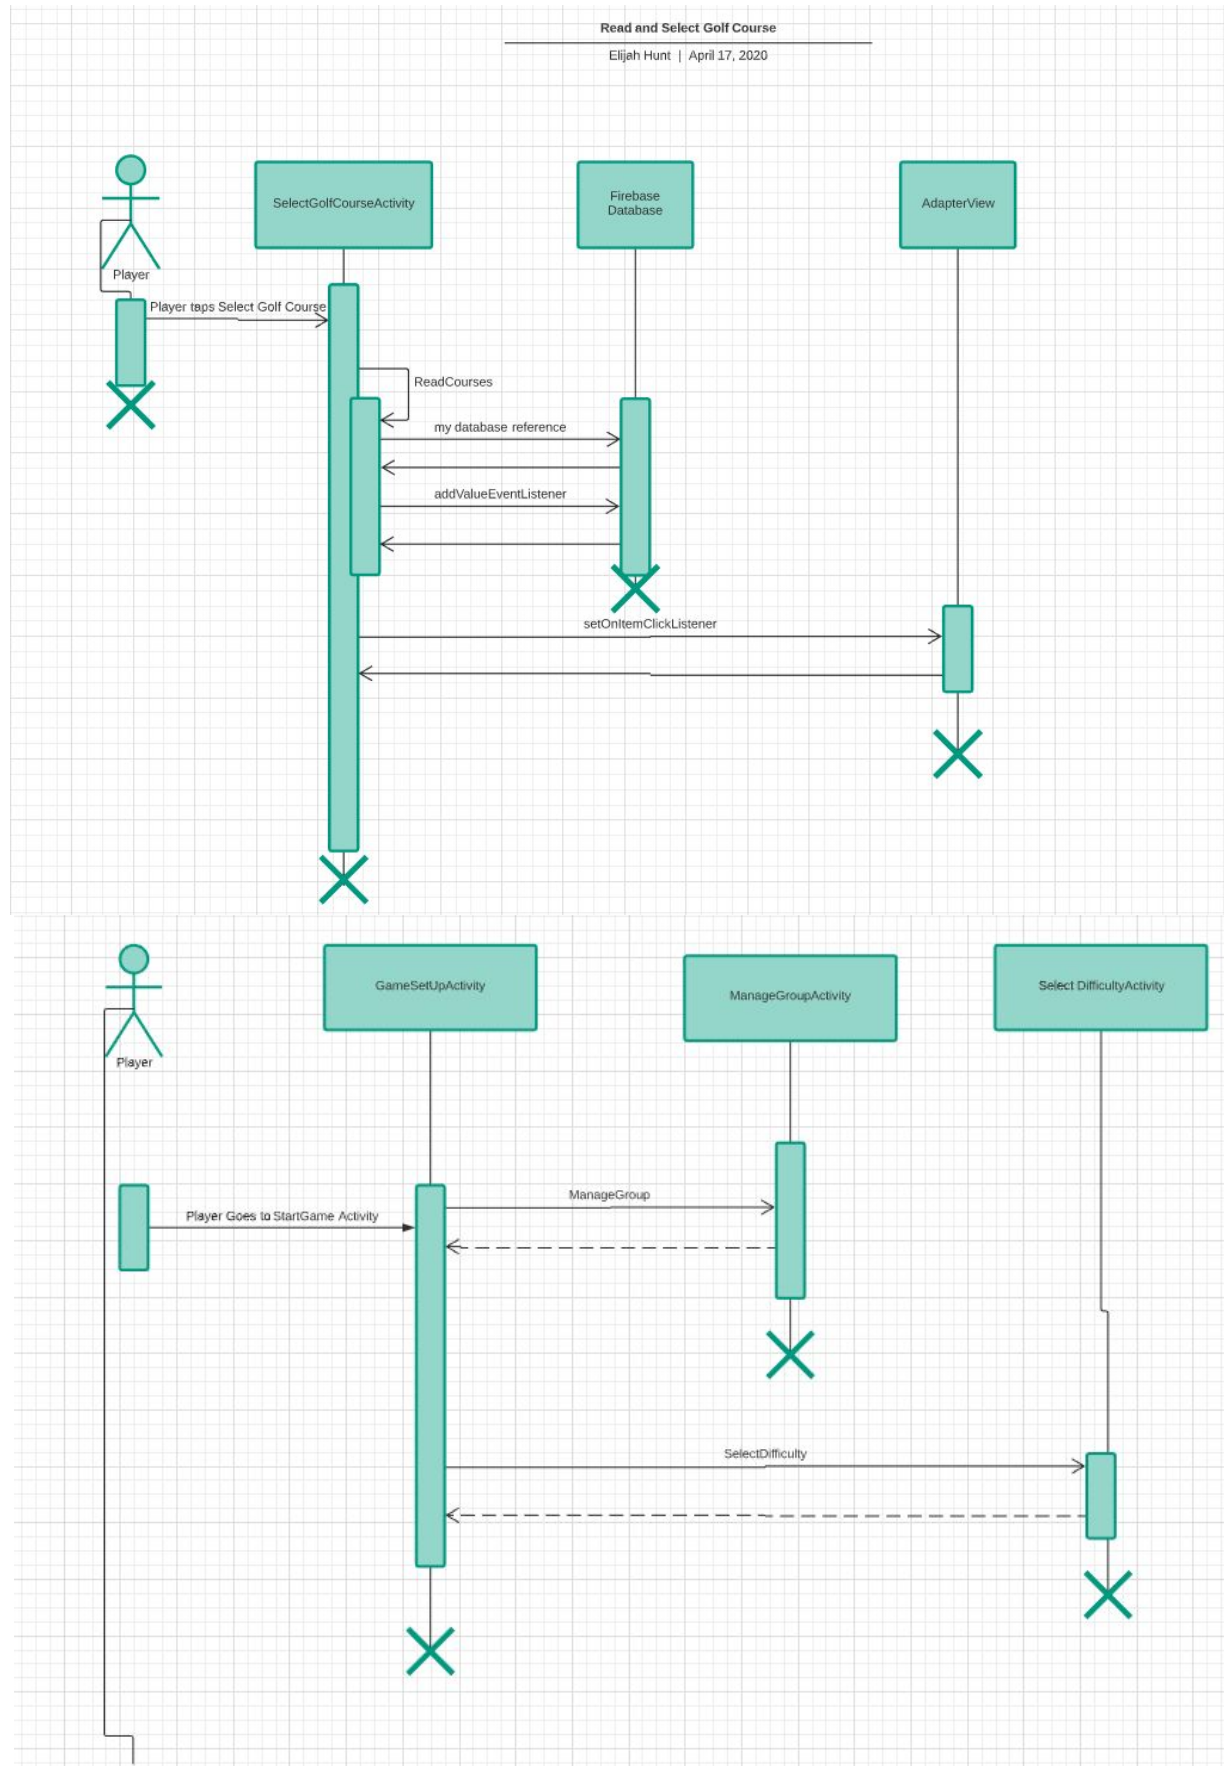 Read and Select Golf Course
Elijah Hunt | April 17, 2020
SelectGolfCourseActivity
Firebase
Database
AdapterView
Player
Player taps Select Golf Course
ReadCourses
my database reference
addValueEventListener
setOnItemClickListener
GameSetUpActivity
ManageGroupActivity
Select DifficultyActivity
Player
ManageGroup
Player Goes to StartGame Activity
SelectDifficulty